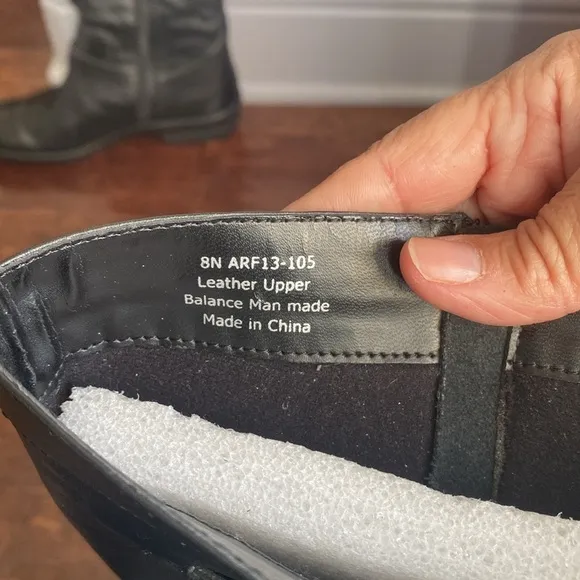 8N ARF13-105
Leather Upper
Balance Man made
Made in China